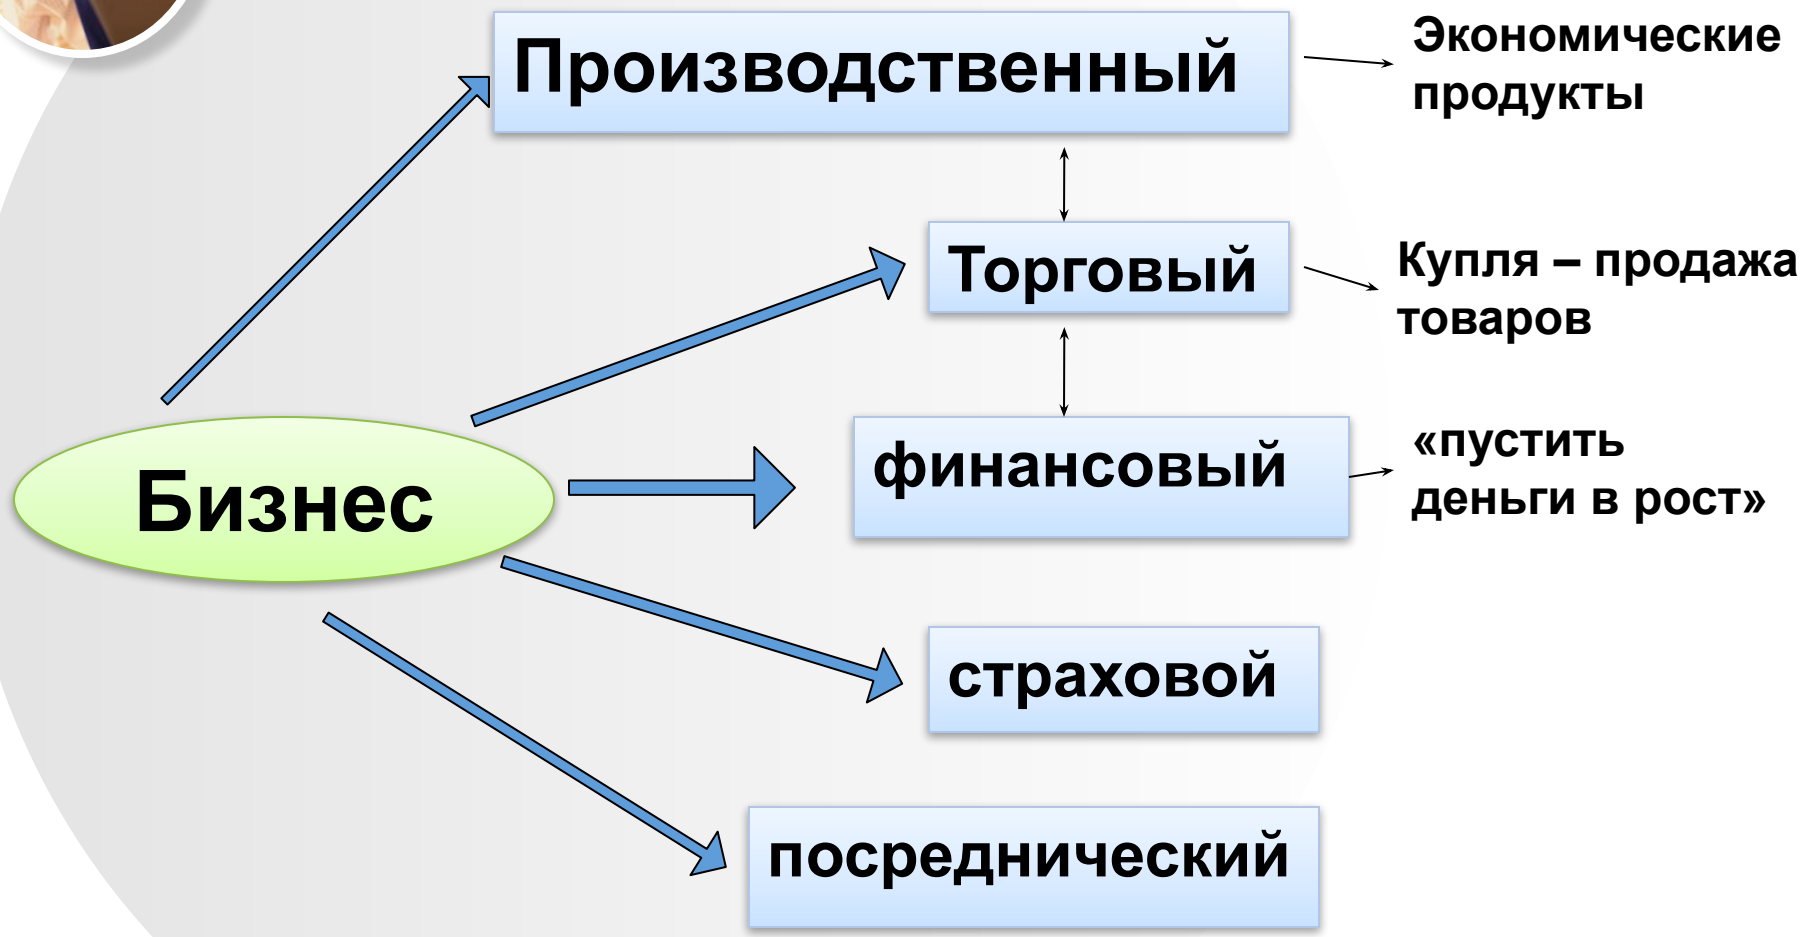 Производственный
Экономические
продукты
Торговый
Купля – продажа
товаров
финансовый
«пустить
деньги в рост»
Бизнес
страховой
посреднический